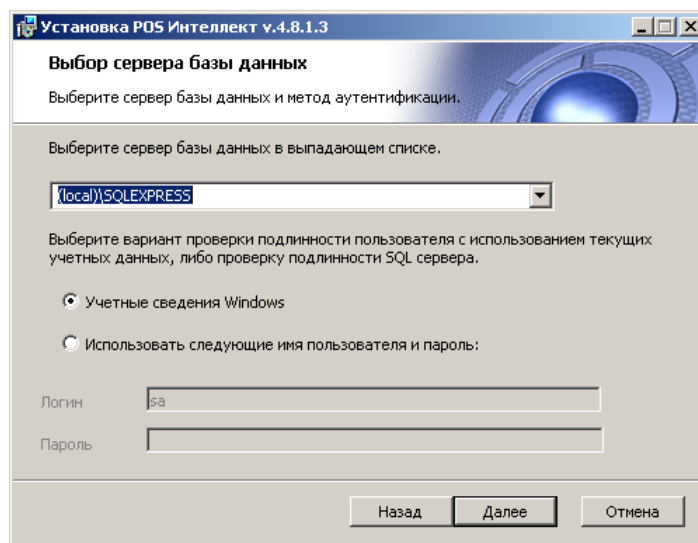 Установка POS Интеллект v.4.8.1.3
Выбор сервера базы данных
Выберите сервер базы данных и метод аутентификации.
Выберите сервер базы данных в выпадающем списке.
(local)\SQLEXPRESS
Выберите вариант проверки подлинности пользователя с использованием текущих
учетных данных, либо проверку подлинности SQL сервера.
Учетные сведения Windows
Использовать следующие имя пользователя и пароль:
Логин sa
Пароль
Назад Далее Отмена